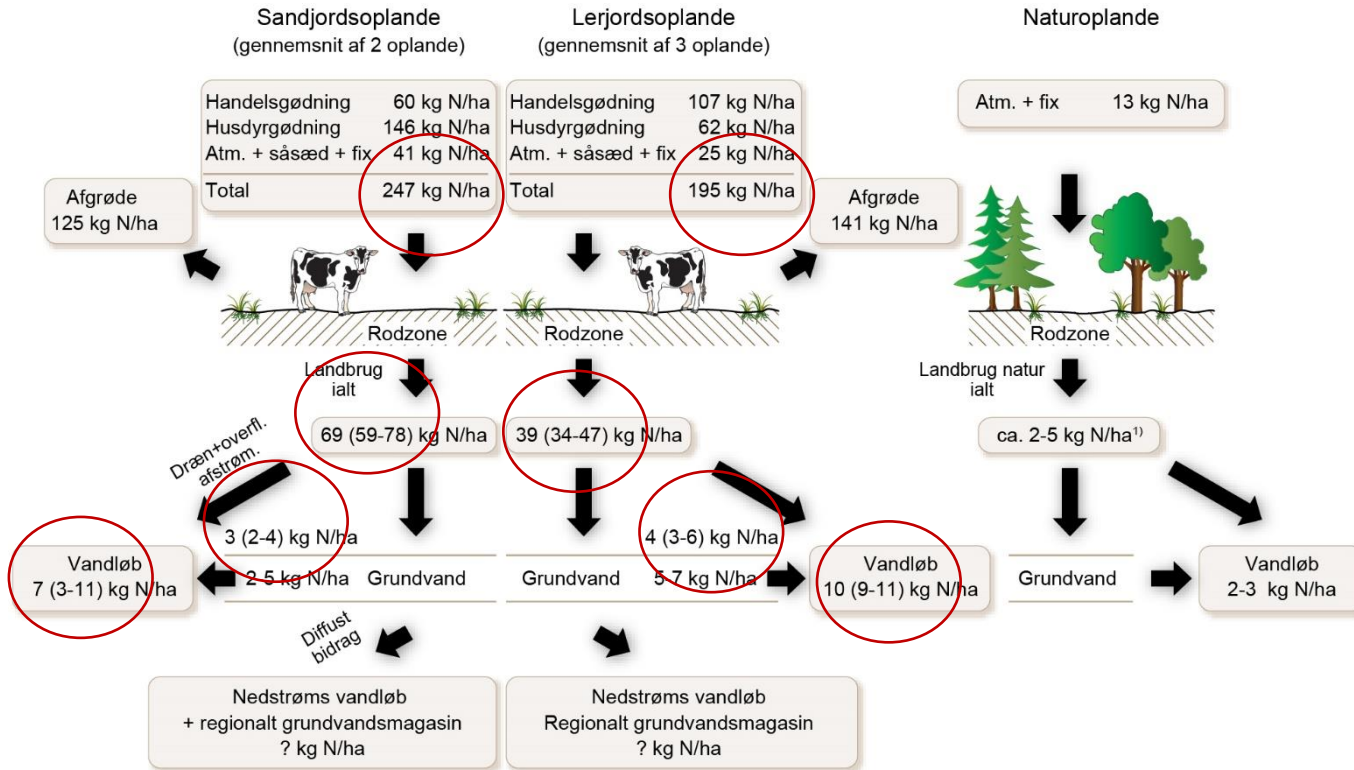 Sandjordsoplande
(gennemsnit af 2 oplande)
Lerjordsoplande
(gennemsnit af 3 oplande)
Naturoplande
Handelsgødning 60 kg N/ha
Husdyrgødning 146 kg N/ha
Atm. + såsæd + fix 41 kg N/ha
Total 247 kg N/ha
Handelsgødning 107 kg N/ha
Husdyrgødning 62 kg N/ha
Atm. + såsæd + fix 25 kg N/ha
Total 195 kg N/ha
Atm. + fix 13 kg N/ha
Afgrøde
125 kg N/ha
Afgrøde
141 kg N/ha
Rodzone
Rodzone
Rodzone
Landbrug
ialt
Landbrug natur
ialt
69 (59-78) kg N/ha
39 (34-47) kg N/ha
ca. 2-5 kg N/ha¹⁾
Dræn+overfl.
afstrøm.
3 (2-4) kg N/ha
4 (3-6) kg N/ha
Vandløb
7 (3-11) kg N/ha
2-5 kg N/ha
Grundvand
Grundvand
5-7 kg N/ha
Vandløb
10 (9-11) kg N/ha
Grundvand
Vandløb
2-3 kg N/ha
Diffust
bidrag
Nedstrøms vandløb
+ regionalt grundvandsmagasin
? kg N/ha
Nedstrøms vandløb
Regionalt grundvandsmagasin
? kg N/ha